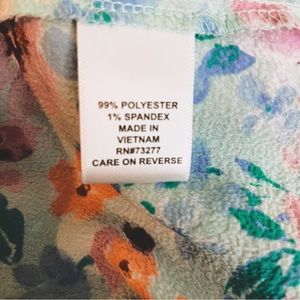 99% POLYESTER
1% SPANDEX
MADE IN
VIETNAM
RN#73277
CARE ON REVERSE